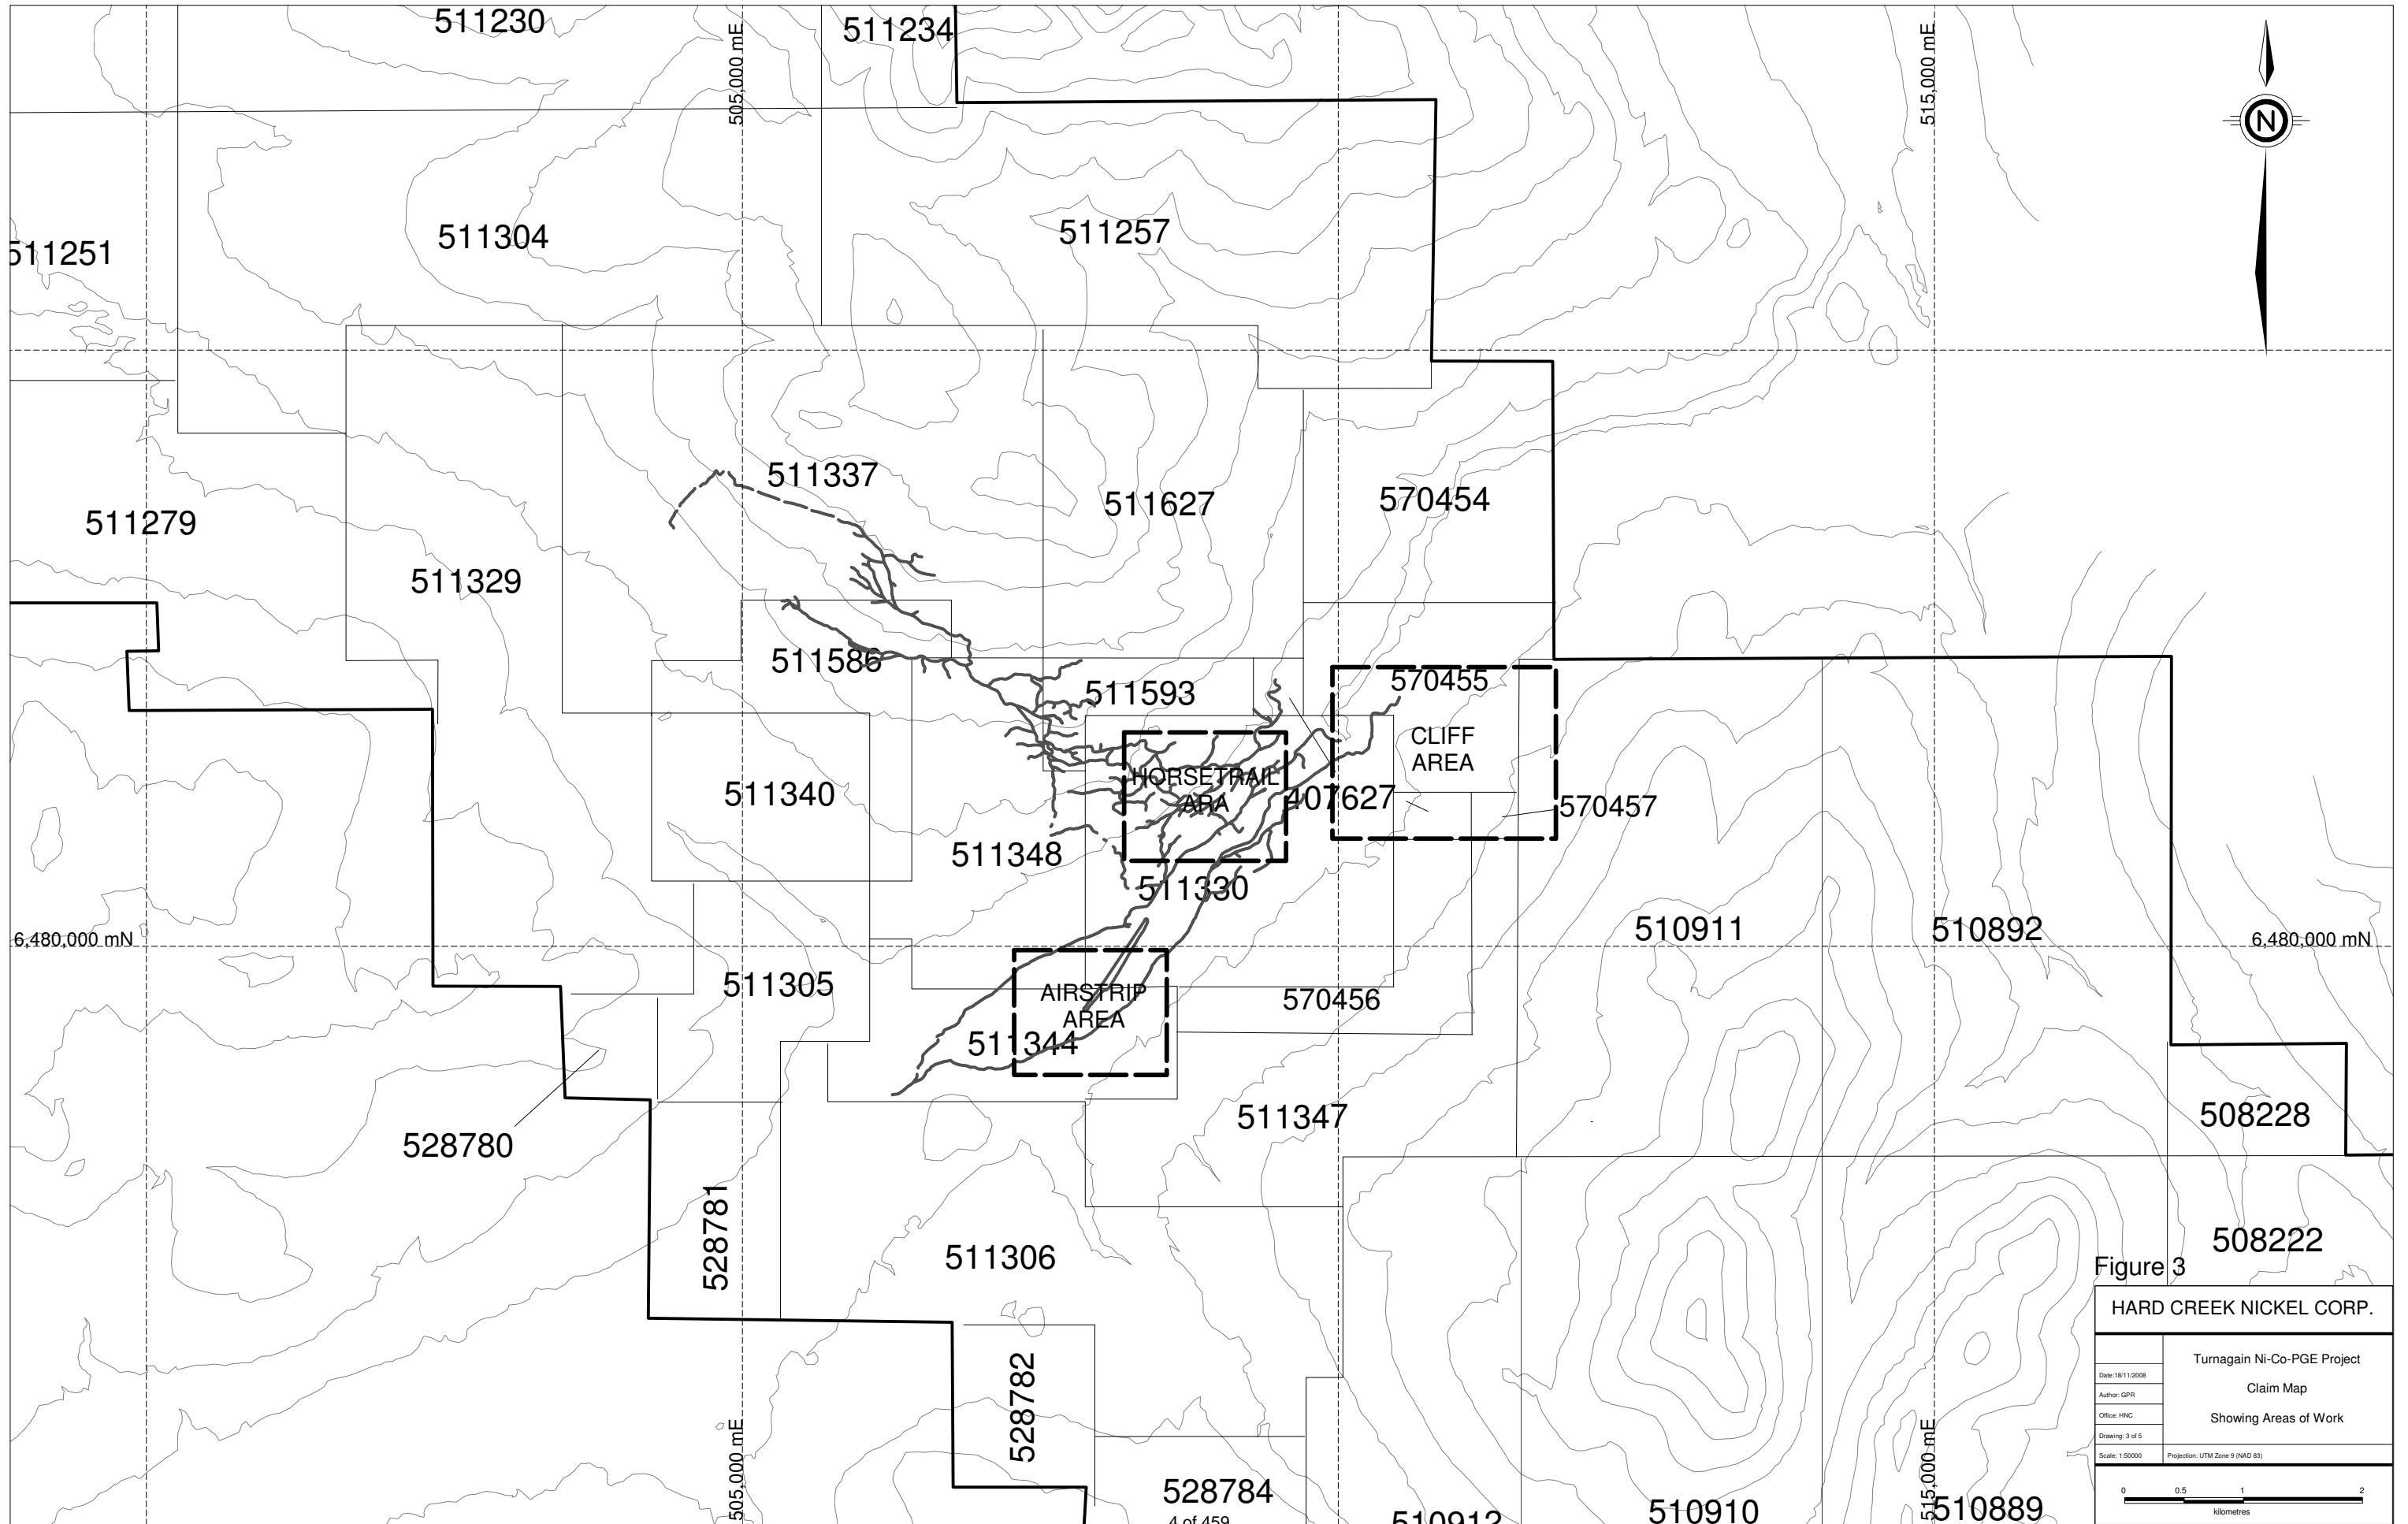 511230
511234
505,000 mE
515,000 mE
N
511304
511257
511251
511337
511627
570454
511279
511329
511586
511593
570455
CLIFF
AREA
HORSETRAIL
ARA
407627
570457
511340
511348
511330
510911
510892
6,480,000 mN
6,480,000 mN
511305
AIRSTRIP
AREA
570456
511344
511347
508228
528780
528781
511306
508222
Figure 3
HARD CREEK NICKEL CORP.
Turnagain Ni-Co-PGE Project
Date:18/11/2008
Claim Map
Author: GPR
Office: HNC
Showing Areas of Work
Drawing: 3 of 5
Scale: 1:50000
Projection: UTM Zone 9 (NAD 83)
528782
505,000 mE
515,000 mE
0 0.5 1 2
kilometres
528784
510912
510910
510889
4 of 459